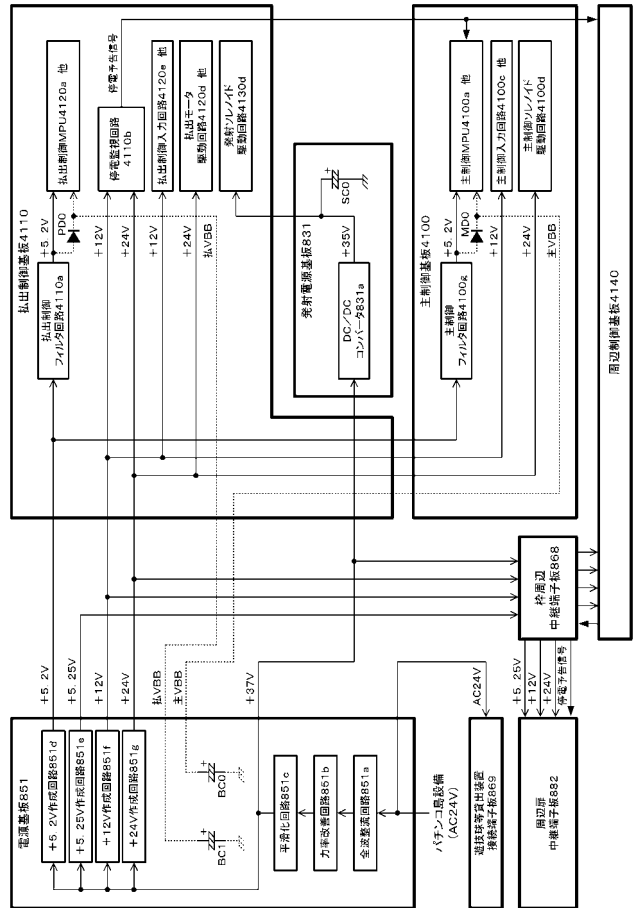 電源基板851
+5.2V作成回路851d
+5.25V作成回路851e
+12V作成回路851f
+24V作成回路851g
BC1
BC0
平滑化回路851c
力率改善回路851b
全波整流回路851a
パチンコ島設備
(AC24V)
遊技球等貸出装置
接続端子板869
周辺扉
中継端子板882
+5.2V
+5.25V
+12V
+24V
払VBB
主VBB
+37V
AC24V
+5.25V
+12V
+24V
停電予告信号
枠周辺
中継端子板868
払出制御基板4110
払出制御
フィルタ回路4110a
+5.2V
PD0
+12V
+24V
+12V
+24V
払VBB
払出制御MPU4120a 他
停電監視回路
4110b
払出制御入力回路4120e 他
払出モータ
駆動回路4120d 他
発射ソレノイド
駆動回路4130d
停電予告信号
発射電源基板831
DC/DC
コンバータ831a
+35V
SC0
主制御基板4100
主制御
フィルタ回路4100g
+5.2V
MD0
+12V
+24V
主VBB
主制御MPU4100a 他
主制御入力回路4100c 他
主制御ソレノイド
駆動回路4100d
周辺制御基板4140